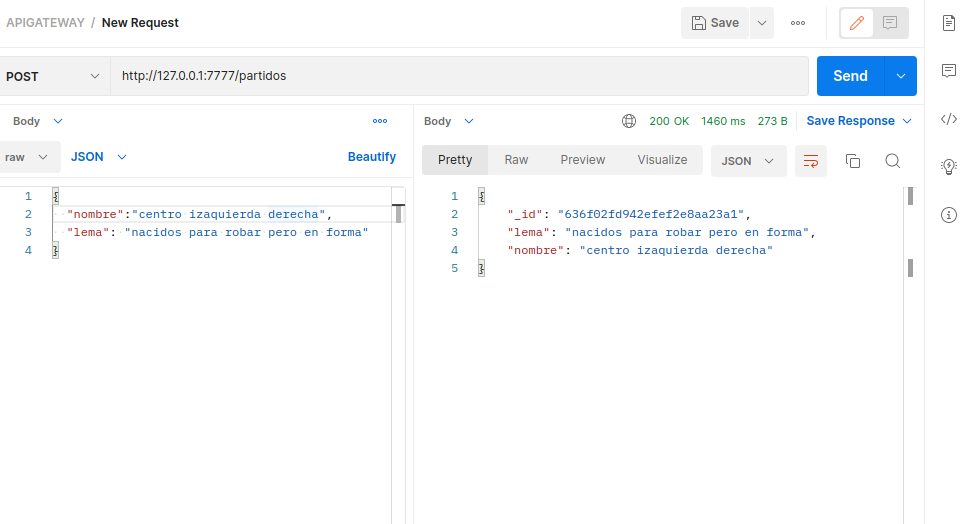 APIGATEWAY / New Request
Save
POST
http://127.0.0.1:7777/partidos
Send
Body
Body
200 OK 1460 ms 273 B
Save Response
raw
JSON
Beautify
Pretty Raw Preview Visualize
JSON
1 {
2 "nombre":"centro izaquierda derecha",
3 "lema": "nacidos para robar pero en forma"
4 }
1 {
2 "_id": "636f02fd942efef2e8aa23a1",
3 "lema": "nacidos para robar pero en forma",
4 "nombre": "centro izaquierda derecha"
5 }